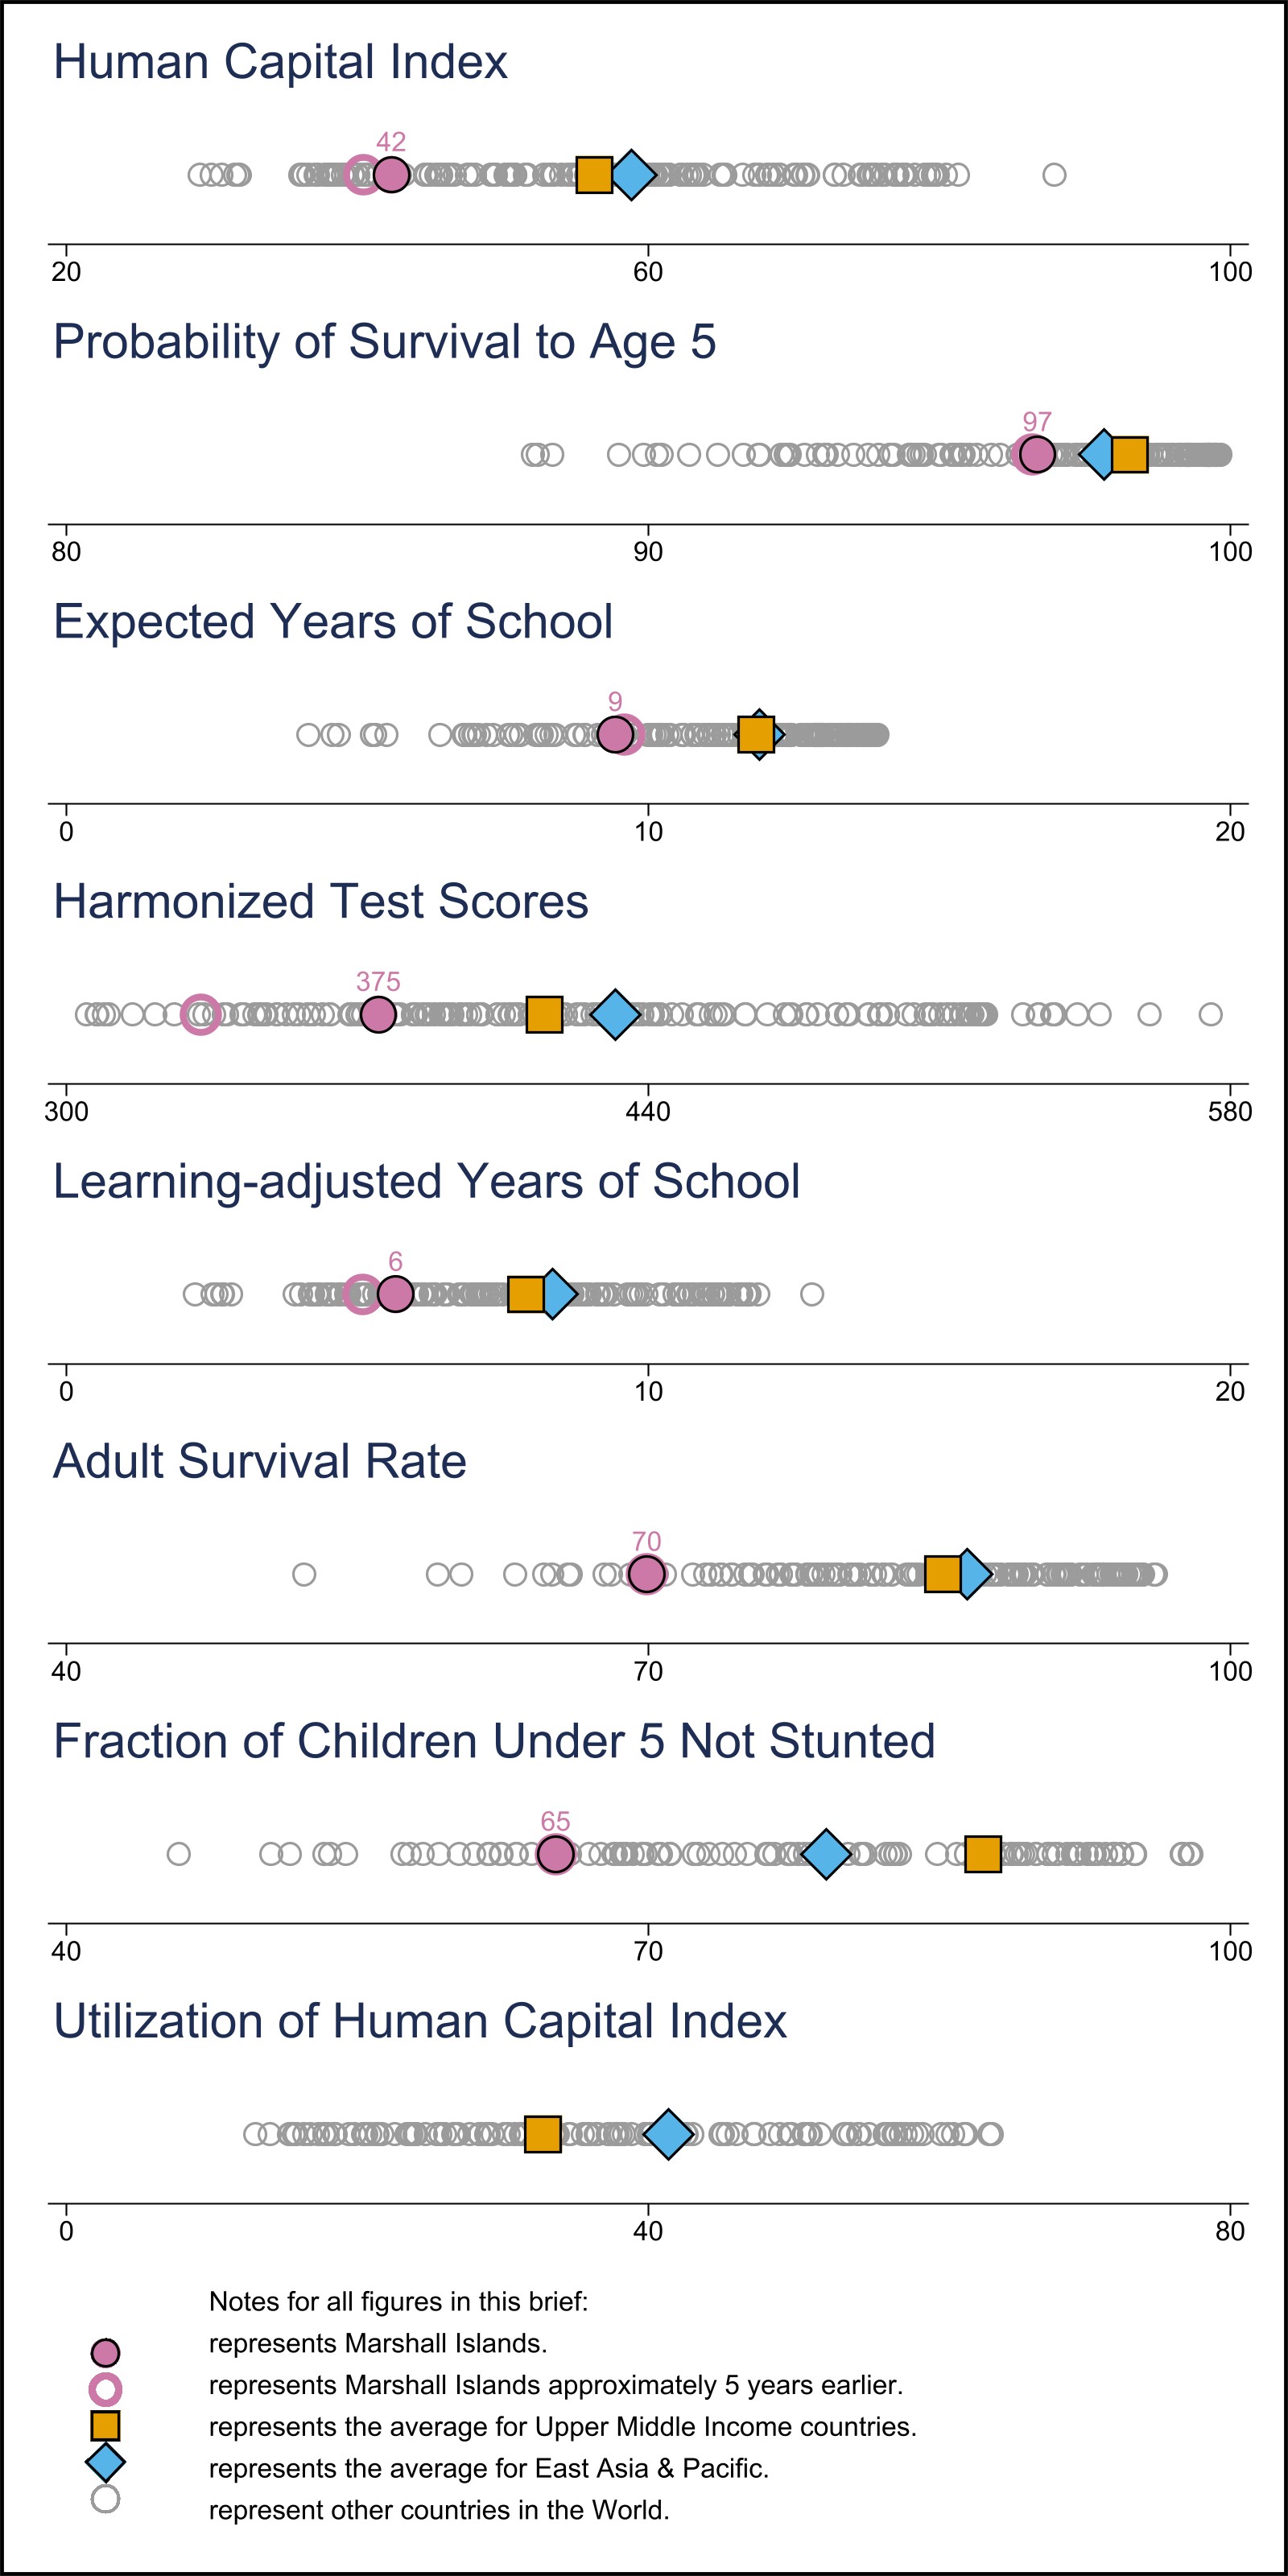 Human Capital Index
42
20 60 100
Probability of Survival to Age 5
97
80 90 100
Expected Years of School
9
0 10 20
Harmonized Test Scores
375
300 440 580
Learning-adjusted Years of School
6
0 10 20
Adult Survival Rate
70
40 70 100
Fraction of Children Under 5 Not Stunted
65
40 70 100
Utilization of Human Capital Index
0 40 80
Notes for all figures in this brief:
represents Marshall Islands.
represents Marshall Islands approximately 5 years earlier.
represents the average for Upper Middle Income countries.
represents the average for East Asia & Pacific.
represent other countries in the World.